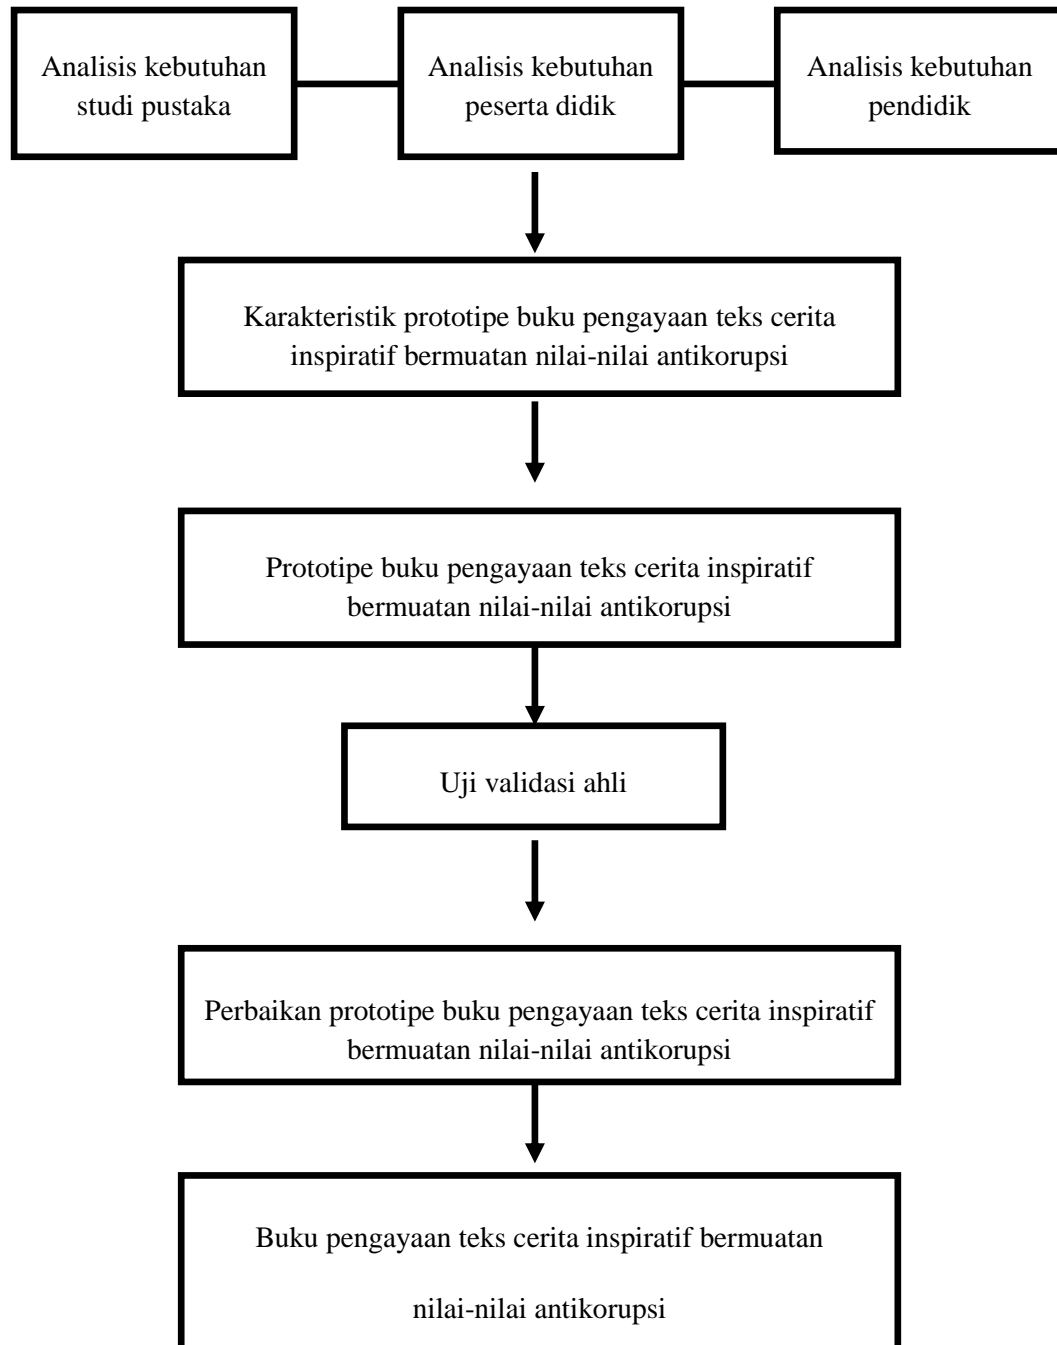 Analisis kebutuhan
studi pustaka
Analisis kebutuhan
peserta didik
Analisis kebutuhan
pendidik
Karakteristik prototipe buku pengayaan teks cerita
inspiratif bermuatan nilai-nilai antikorupsi
Prototipe buku pengayaan teks cerita inspiratif
bermuatan nilai-nilai antikorupsi
Uji validasi ahli
Perbaikan prototipe buku pengayaan teks cerita inspiratif
bermuatan nilai-nilai antikorupsi
Buku pengayaan teks cerita inspiratif bermuatan
nilai-nilai antikorupsi